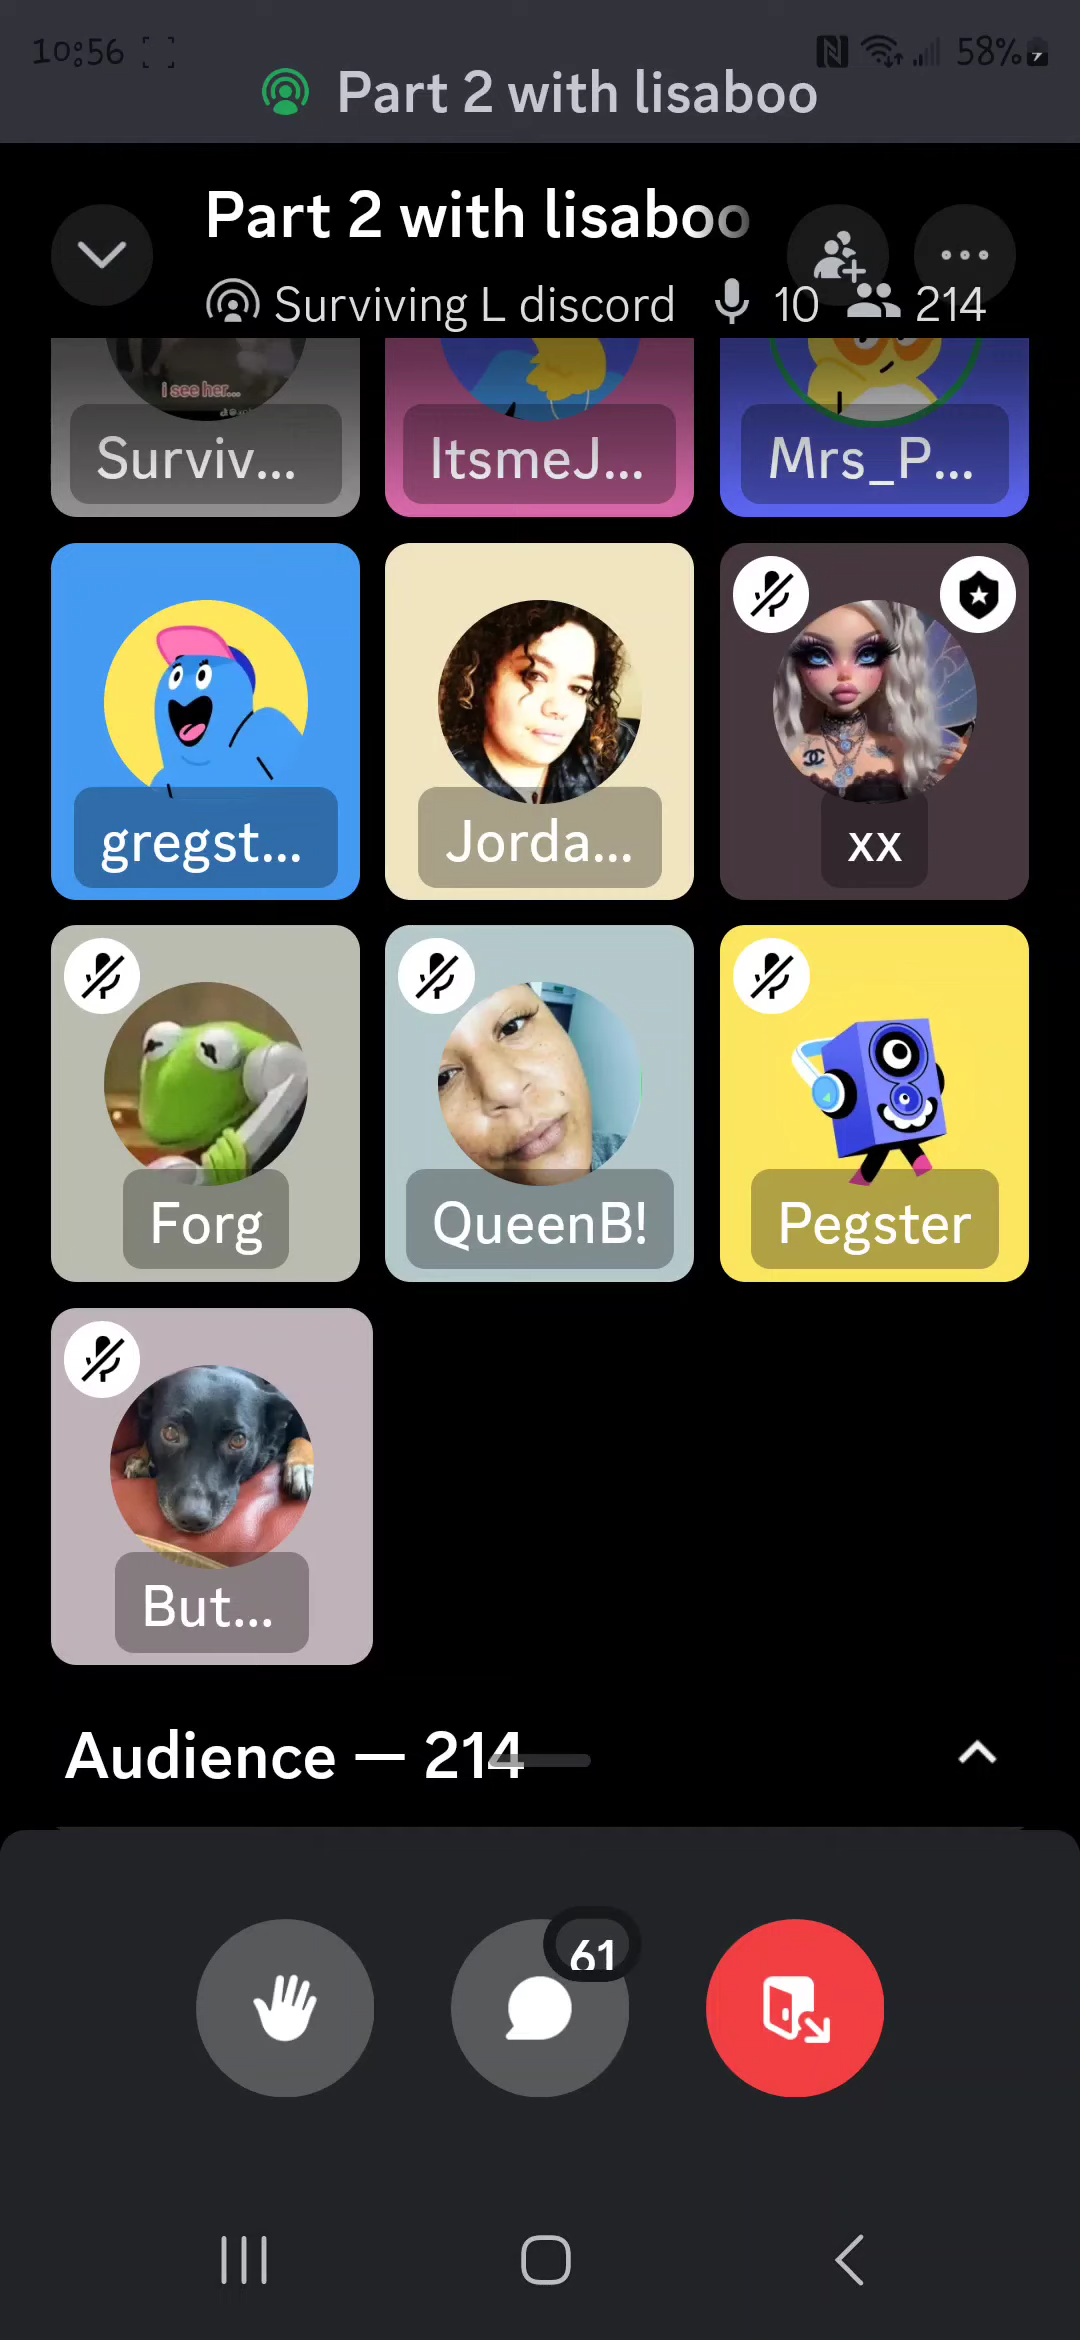 10:56
58%
Part 2 with lisaboo
Part 2 with lisaboo
Surviving L discord 10 214
I see her...
Surviv...
ItsmeJ...
Mrs_P...
gregst...
Jorda...
xx
Forg
QueenB!
Pegster
But...
Audience — 214
61